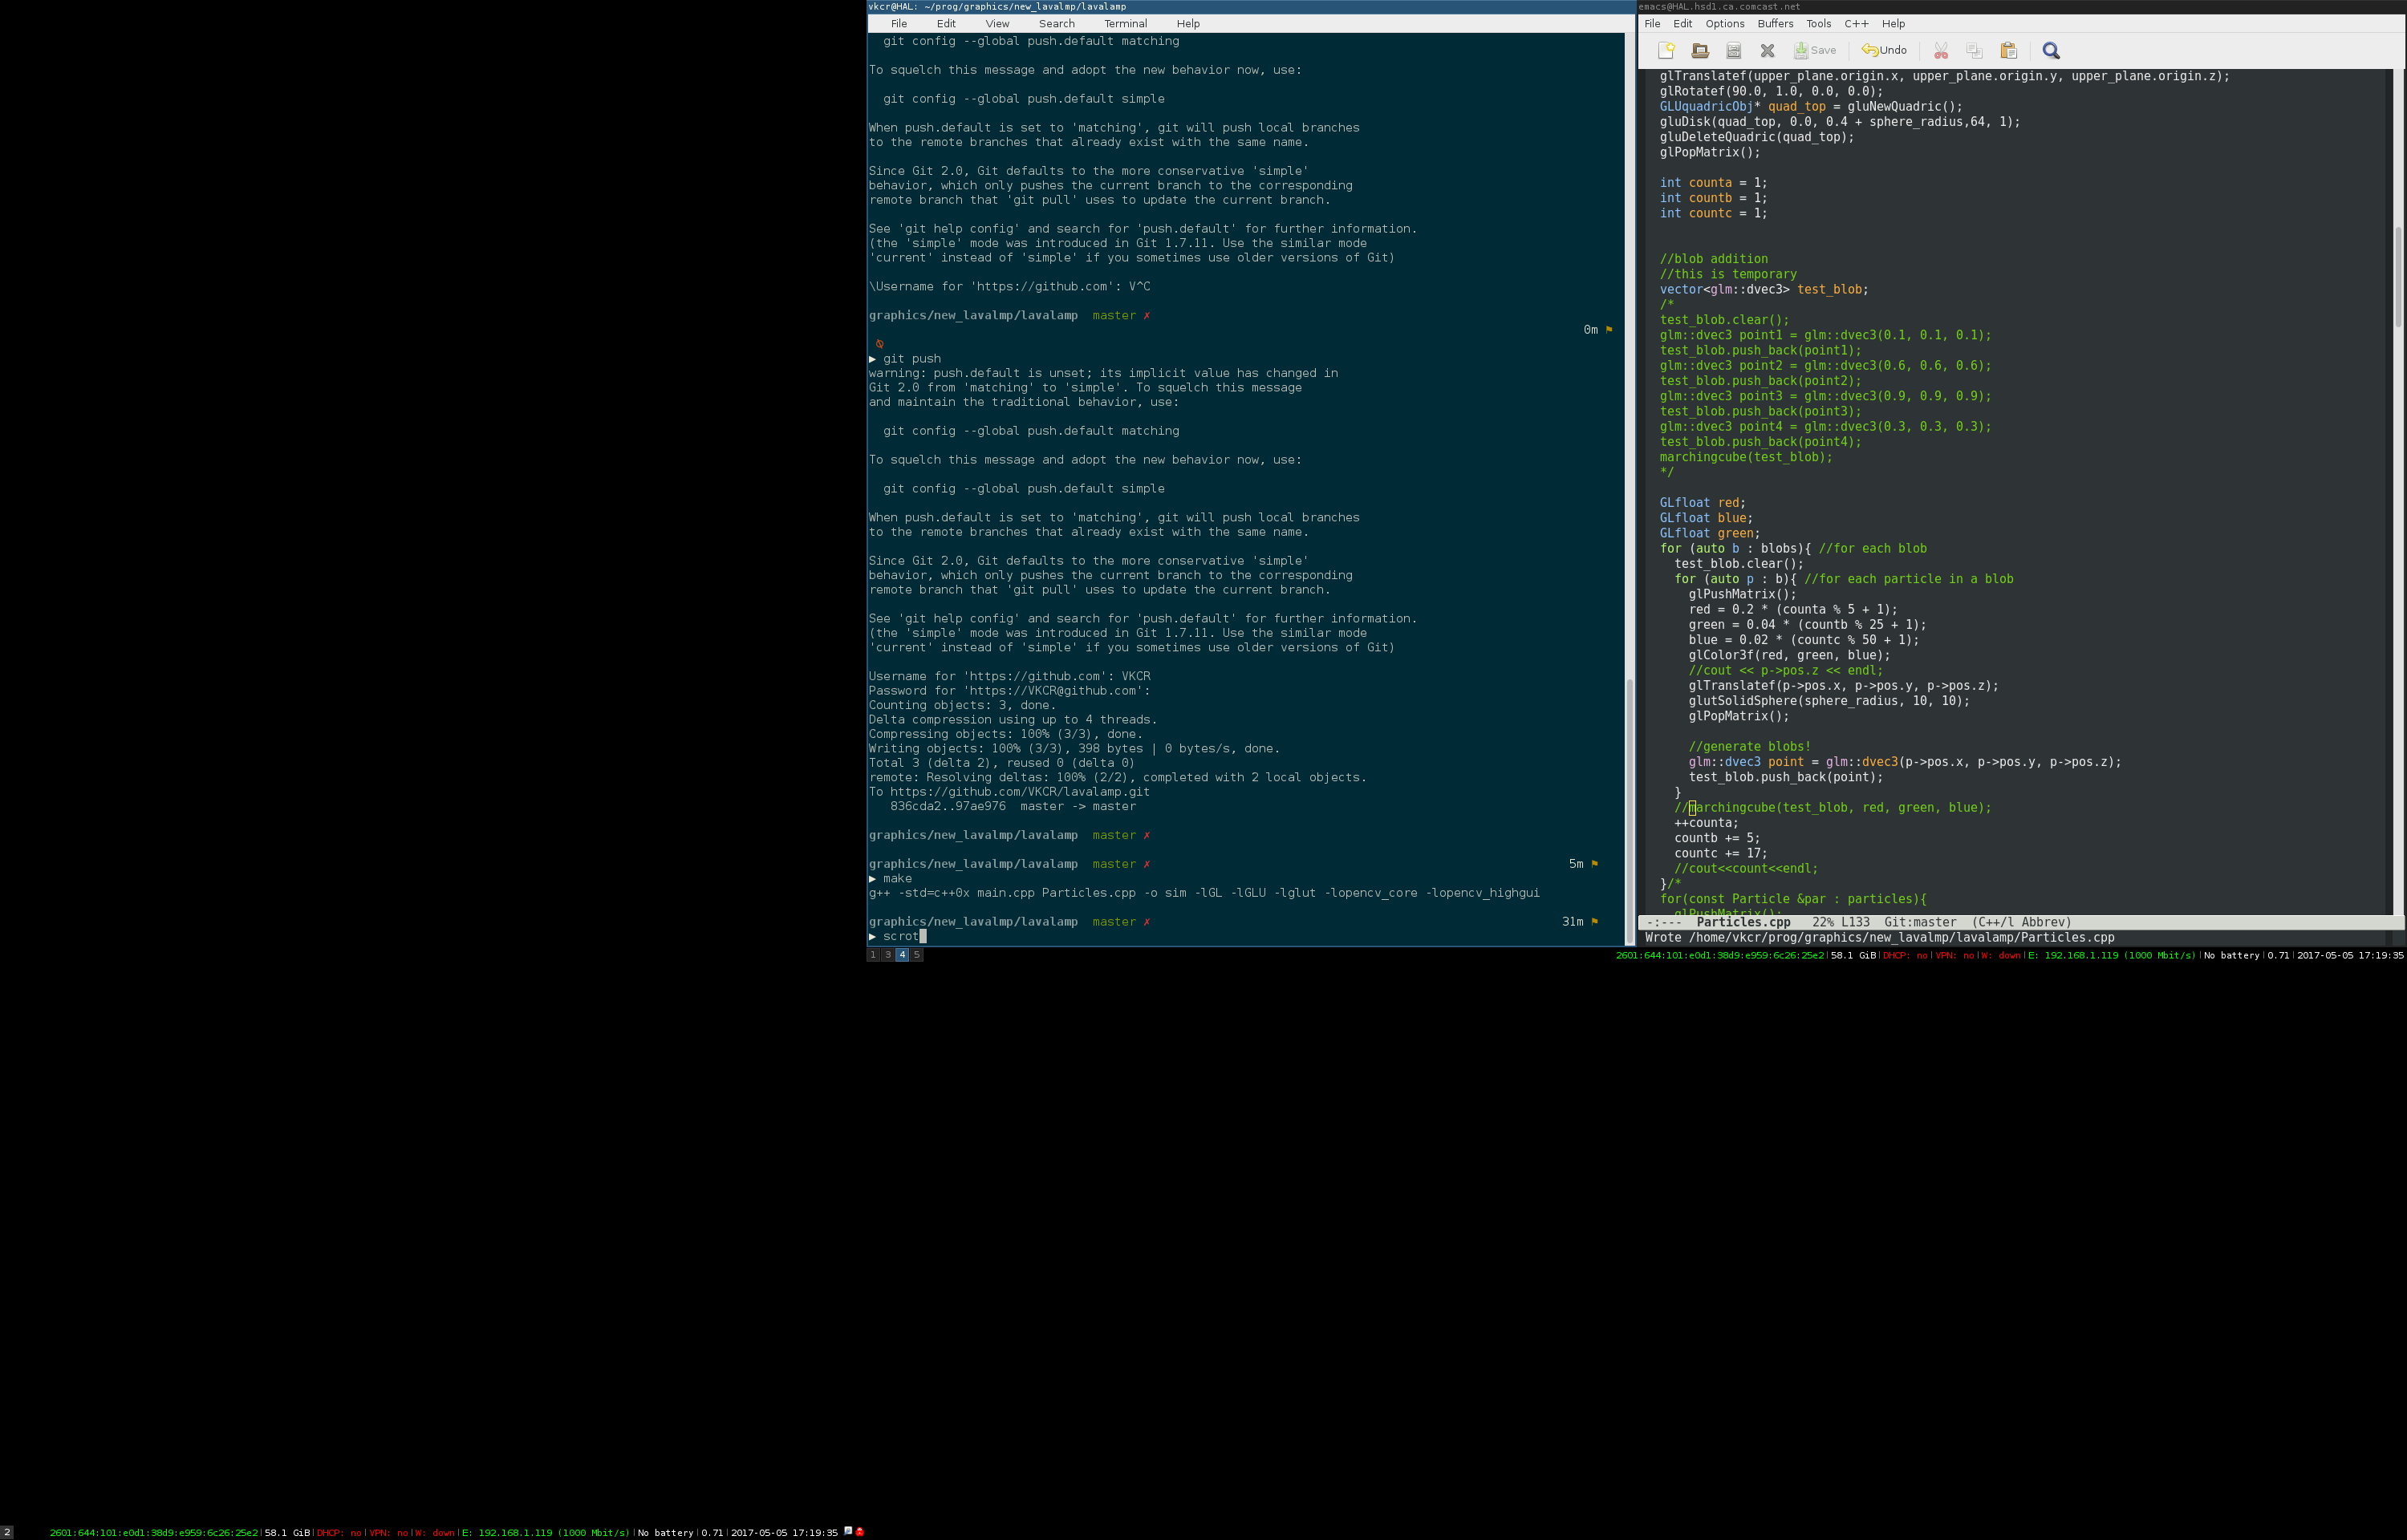 vkcr@HAL: ~/prog/graphics/new_lavalmp/lavalamp
File Edit View Search Terminal Help
git config --global push.default matching
To squelch this message and adopt the new behavior now, use:
git config --global push.default simple
When push.default is set to 'matching', git will push local branches
to the remote branches that already exist with the same name.
Since Git 2.0, Git defaults to the more conservative 'simple'
behavior, which only pushes the current branch to the corresponding
remote branch that 'git pull' uses to update the current branch.
See 'git help config' and search for 'push.default' for further information.
(the 'simple' mode was introduced in Git 1.7.11. Use the similar mode
'current' instead of 'simple' if you sometimes use older versions of Git)
\Username for 'https://github.com': V^C
graphics/new_lavalmp/lavalamp master ✗
0m ⚑
▶ git push
warning: push.default is unset; its implicit value has changed in
Git 2.0 from 'matching' to 'simple'. To squelch this message
and maintain the traditional behavior, use:
git config --global push.default matching
To squelch this message and adopt the new behavior now, use:
git config --global push.default simple
When push.default is set to 'matching', git will push local branches
to the remote branches that already exist with the same name.
Since Git 2.0, Git defaults to the more conservative 'simple'
behavior, which only pushes the current branch to the corresponding
remote branch that 'git pull' uses to update the current branch.
See 'git help config' and search for 'push.default' for further information.
(the 'simple' mode was introduced in Git 1.7.11. Use the similar mode
'current' instead of 'simple' if you sometimes use older versions of Git)
Username for 'https://github.com': VKCR
Password for 'https://VKCR@github.com':
Counting objects: 3, done.
Delta compression using up to 4 threads.
Compressing objects: 100% (3/3), done.
Writing objects: 100% (3/3), 398 bytes | 0 bytes/s, done.
Total 3 (delta 2), reused 0 (delta 0)
remote: Resolving deltas: 100% (2/2), completed with 2 local objects.
To https://github.com/VKCR/lavalamp.git
836cda2..97ae976 master -> master
graphics/new_lavalmp/lavalamp master ✗
graphics/new_lavalmp/lavalamp master ✗ 5m ⚑
▶ make
g++ -std=c++0x main.cpp Particles.cpp -o sim -lGL -lGLU -lglut -lopencv_core -lopencv_highgui
graphics/new_lavalmp/lavalamp master ✗ 31m ⚑
▶ scrot
1 3 4 5
emacs@HAL.hsd1.ca.comcast.net
File Edit Options Buffers Tools C++ Help
Save Undo
glTranslatef(upper_plane.origin.x, upper_plane.origin.y, upper_plane.origin.z);
glRotatef(90.0, 1.0, 0.0, 0.0);
GLUquadricObj* quad_top = gluNewQuadric();
gluDisk(quad_top, 0.0, 0.4 + sphere_radius,64, 1);
gluDeleteQuadric(quad_top);
glPopMatrix();
int counta = 1;
int countb = 1;
int countc = 1;
//blob addition
//this is temporary
vector<glm::dvec3> test_blob;
/*
test_blob.clear();
glm::dvec3 point1 = glm::dvec3(0.1, 0.1, 0.1);
test_blob.push_back(point1);
glm::dvec3 point2 = glm::dvec3(0.6, 0.6, 0.6);
test_blob.push_back(point2);
glm::dvec3 point3 = glm::dvec3(0.9, 0.9, 0.9);
test_blob.push_back(point3);
glm::dvec3 point4 = glm::dvec3(0.3, 0.3, 0.3);
test_blob.push_back(point4);
marchingcube(test_blob);
*/
GLfloat red;
GLfloat blue;
GLfloat green;
for (auto b : blobs){ //for each blob
test_blob.clear();
for (auto p : b){ //for each particle in a blob
glPushMatrix();
red = 0.2 * (counta % 5 + 1);
green = 0.04 * (countb % 25 + 1);
blue = 0.02 * (countc % 50 + 1);
glColor3f(red, green, blue);
//cout << p->pos.z << endl;
glTranslatef(p->pos.x, p->pos.y, p->pos.z);
glutSolidSphere(sphere_radius, 10, 10);
glPopMatrix();
//generate blobs!
glm::dvec3 point = glm::dvec3(p->pos.x, p->pos.y, p->pos.z);
test_blob.push_back(point);
}
//marchingcube(test_blob, red, green, blue);
++counta;
countb += 5;
countc += 17;
//cout<<count<<endl;
}/*
for(const Particle &par : particles){
glPushMatrix();
-:--- Particles.cpp 22% L133 Git:master (C++/l Abbrev)
Wrote /home/vkcr/prog/graphics/new_lavalmp/lavalamp/Particles.cpp
2601:644:101:e0d1:38d9:e959:6c26:25e2|58.1 GiB|DHCP: no|VPN: no|W: down|E: 192.168.1.119 (1000 Mbit/s)|No battery|0.71|2017-05-05 17:19:35
2 2601:644:101:e0d1:38d9:e959:6c26:25e2|58.1 GiB|DHCP: no|VPN: no|W: down|E: 192.168.1.119 (1000 Mbit/s)|No battery|0.71|2017-05-05 17:19:35